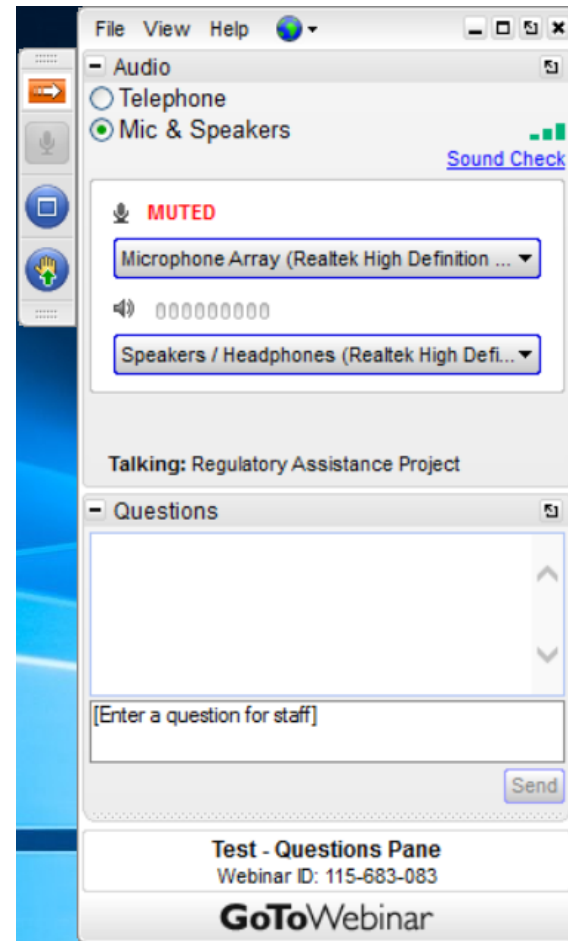 File View Help
Audio
Telephone
Mic & Speakers
Sound Check
MUTED
Microphone Array (Realtek High Definition ...
000000000
Speakers / Headphones (Realtek High Defi...
Talking: Regulatory Assistance Project
Questions
[Enter a question for staff]
Send
Test - Questions Pane
Webinar ID: 115-683-083
GoToWebinar